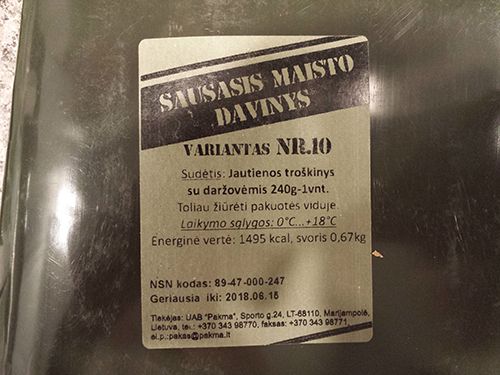 SAUSASIS MAISTO
DAVINYS
VARIANTAS NR.10
Sudėtis: Jautienos troškinys
su daržovėmis 240g-1vnt.
Toliau žiūrėti pakuotės viduje.
Laikymo sąlygos: 0°C...+18°C
Energinė vertė: 1495 kcal, svoris 0,67kg
NSN kodas: 89-47-000-247
Geriausia iki: 2018.06.15
Tiekėjas: UAB "Pakma", Sporto g.24, LT-68110, Marijampolė,
Lietuva, tel.: +370 343 98770, faksas: +370 343 98771,
el.p.:pakas@pakma.lt